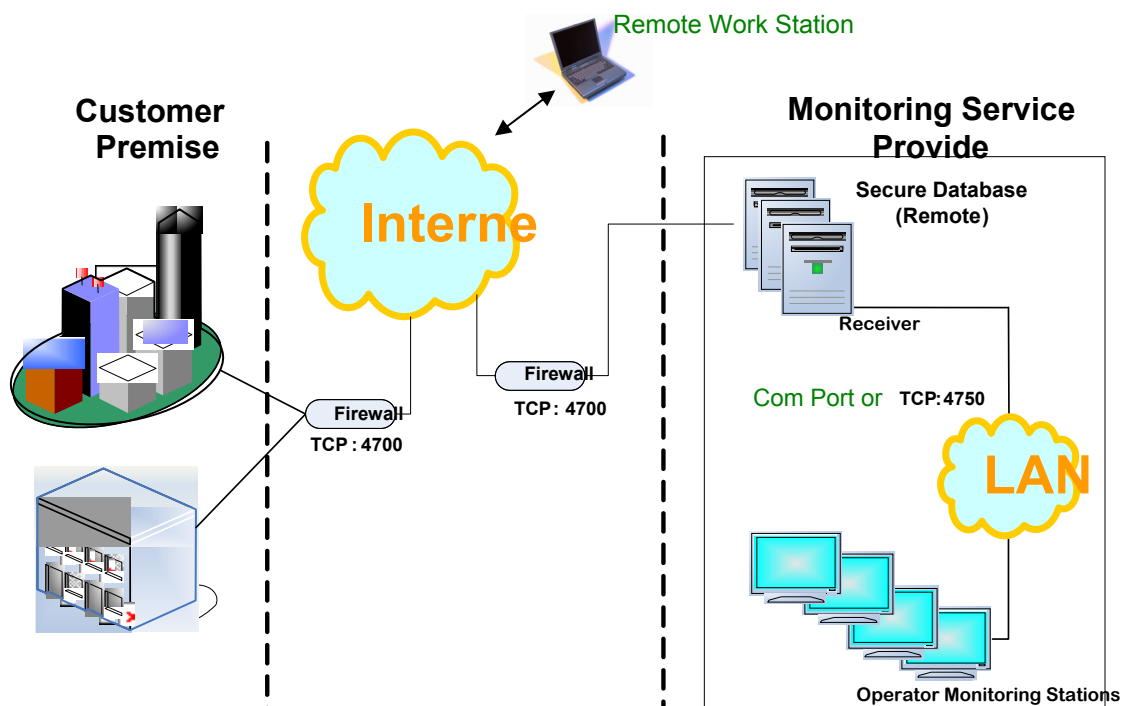 Remote Work Station
Customer
Premise
Monitoring Service
Provide
Secure Database
(Remote)
Interne
Receiver
Firewall
TCP : 4700
Firewall
TCP : 4700
Com Port or TCP: 4750
LAN
Operator Monitoring Stations